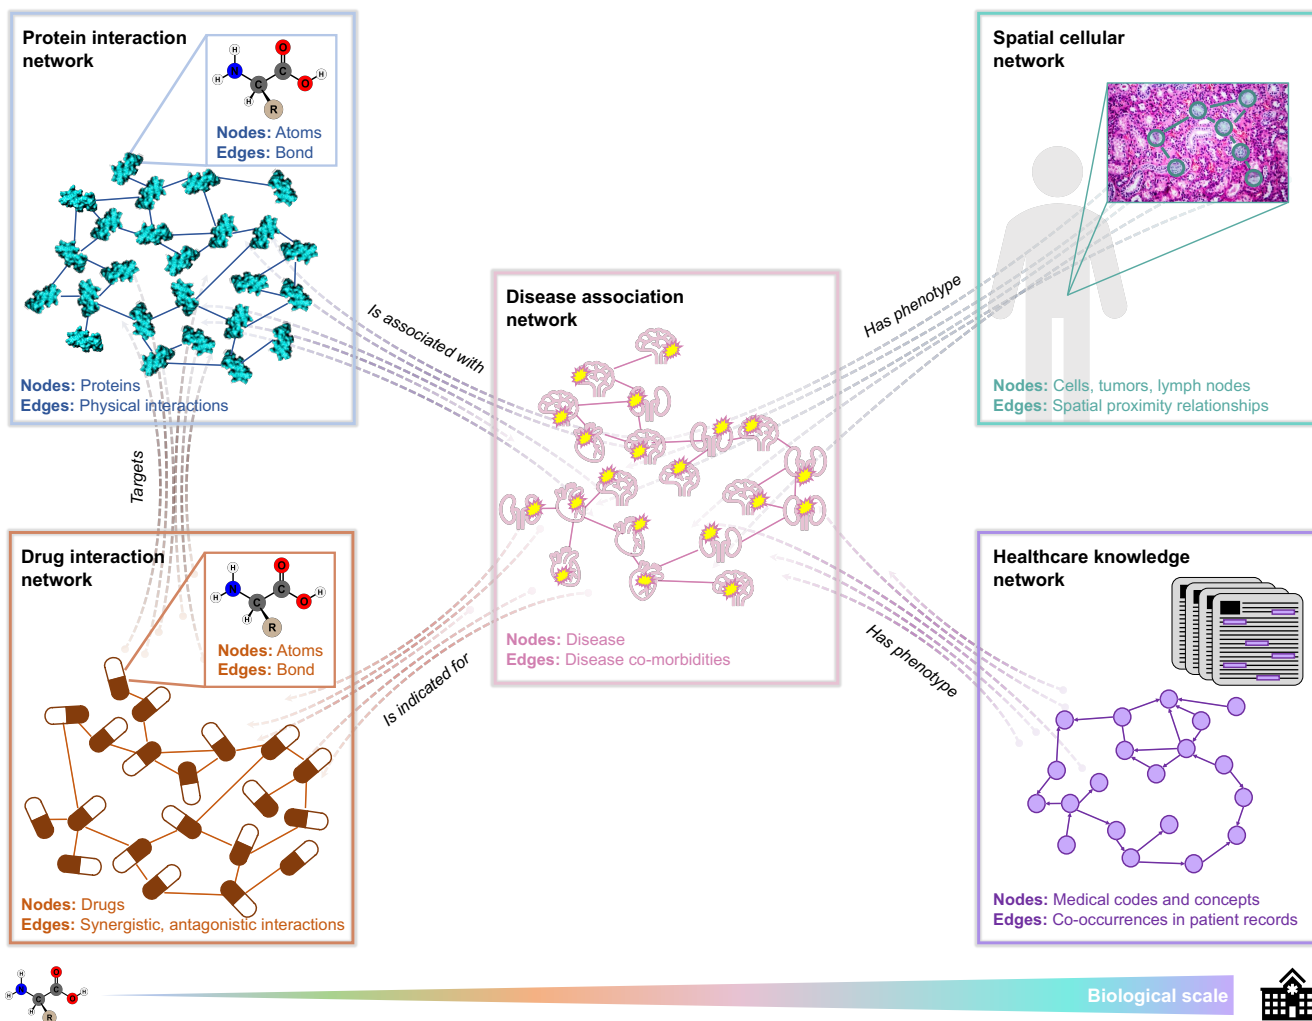 Protein interaction
network
H
H
N
H
C
C
O
O
H
R
Nodes: Atoms
Edges: Bond
Nodes: Proteins
Edges: Physical interactions
Spatial cellular
network
Nodes: Cells, tumors, lymph nodes
Edges: Spatial proximity relationships
Is associated with
Has phenotype
Disease association
network
Nodes: Disease
Edges: Disease co-morbidities
Targets
Is indicated for
Has phenotype
Drug interaction
network
H
H
N
H
C
C
O
O
H
R
Nodes: Atoms
Edges: Bond
Nodes: Drugs
Edges: Synergistic, antagonistic interactions
Healthcare knowledge
network
Nodes: Medical codes and concepts
Edges: Co-occurrences in patient records
H
H
N
H
C
C
O
O
H
R
Biological scale